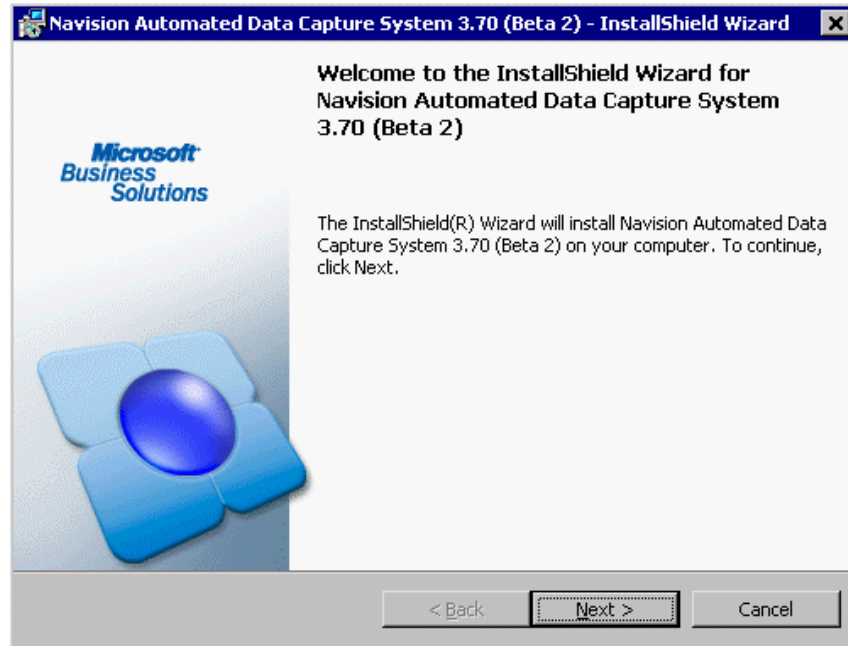 Navision Automated Data Capture System 3.70 (Beta 2) - InstallShield Wizard
Welcome to the InstallShield Wizard for
Navision Automated Data Capture System
3.70 (Beta 2)
Microsoft
Business
Solutions
The InstallShield(R) Wizard will install Navision Automated Data
Capture System 3.70 (Beta 2) on your computer. To continue,
click Next.
< Back
Next >
Cancel